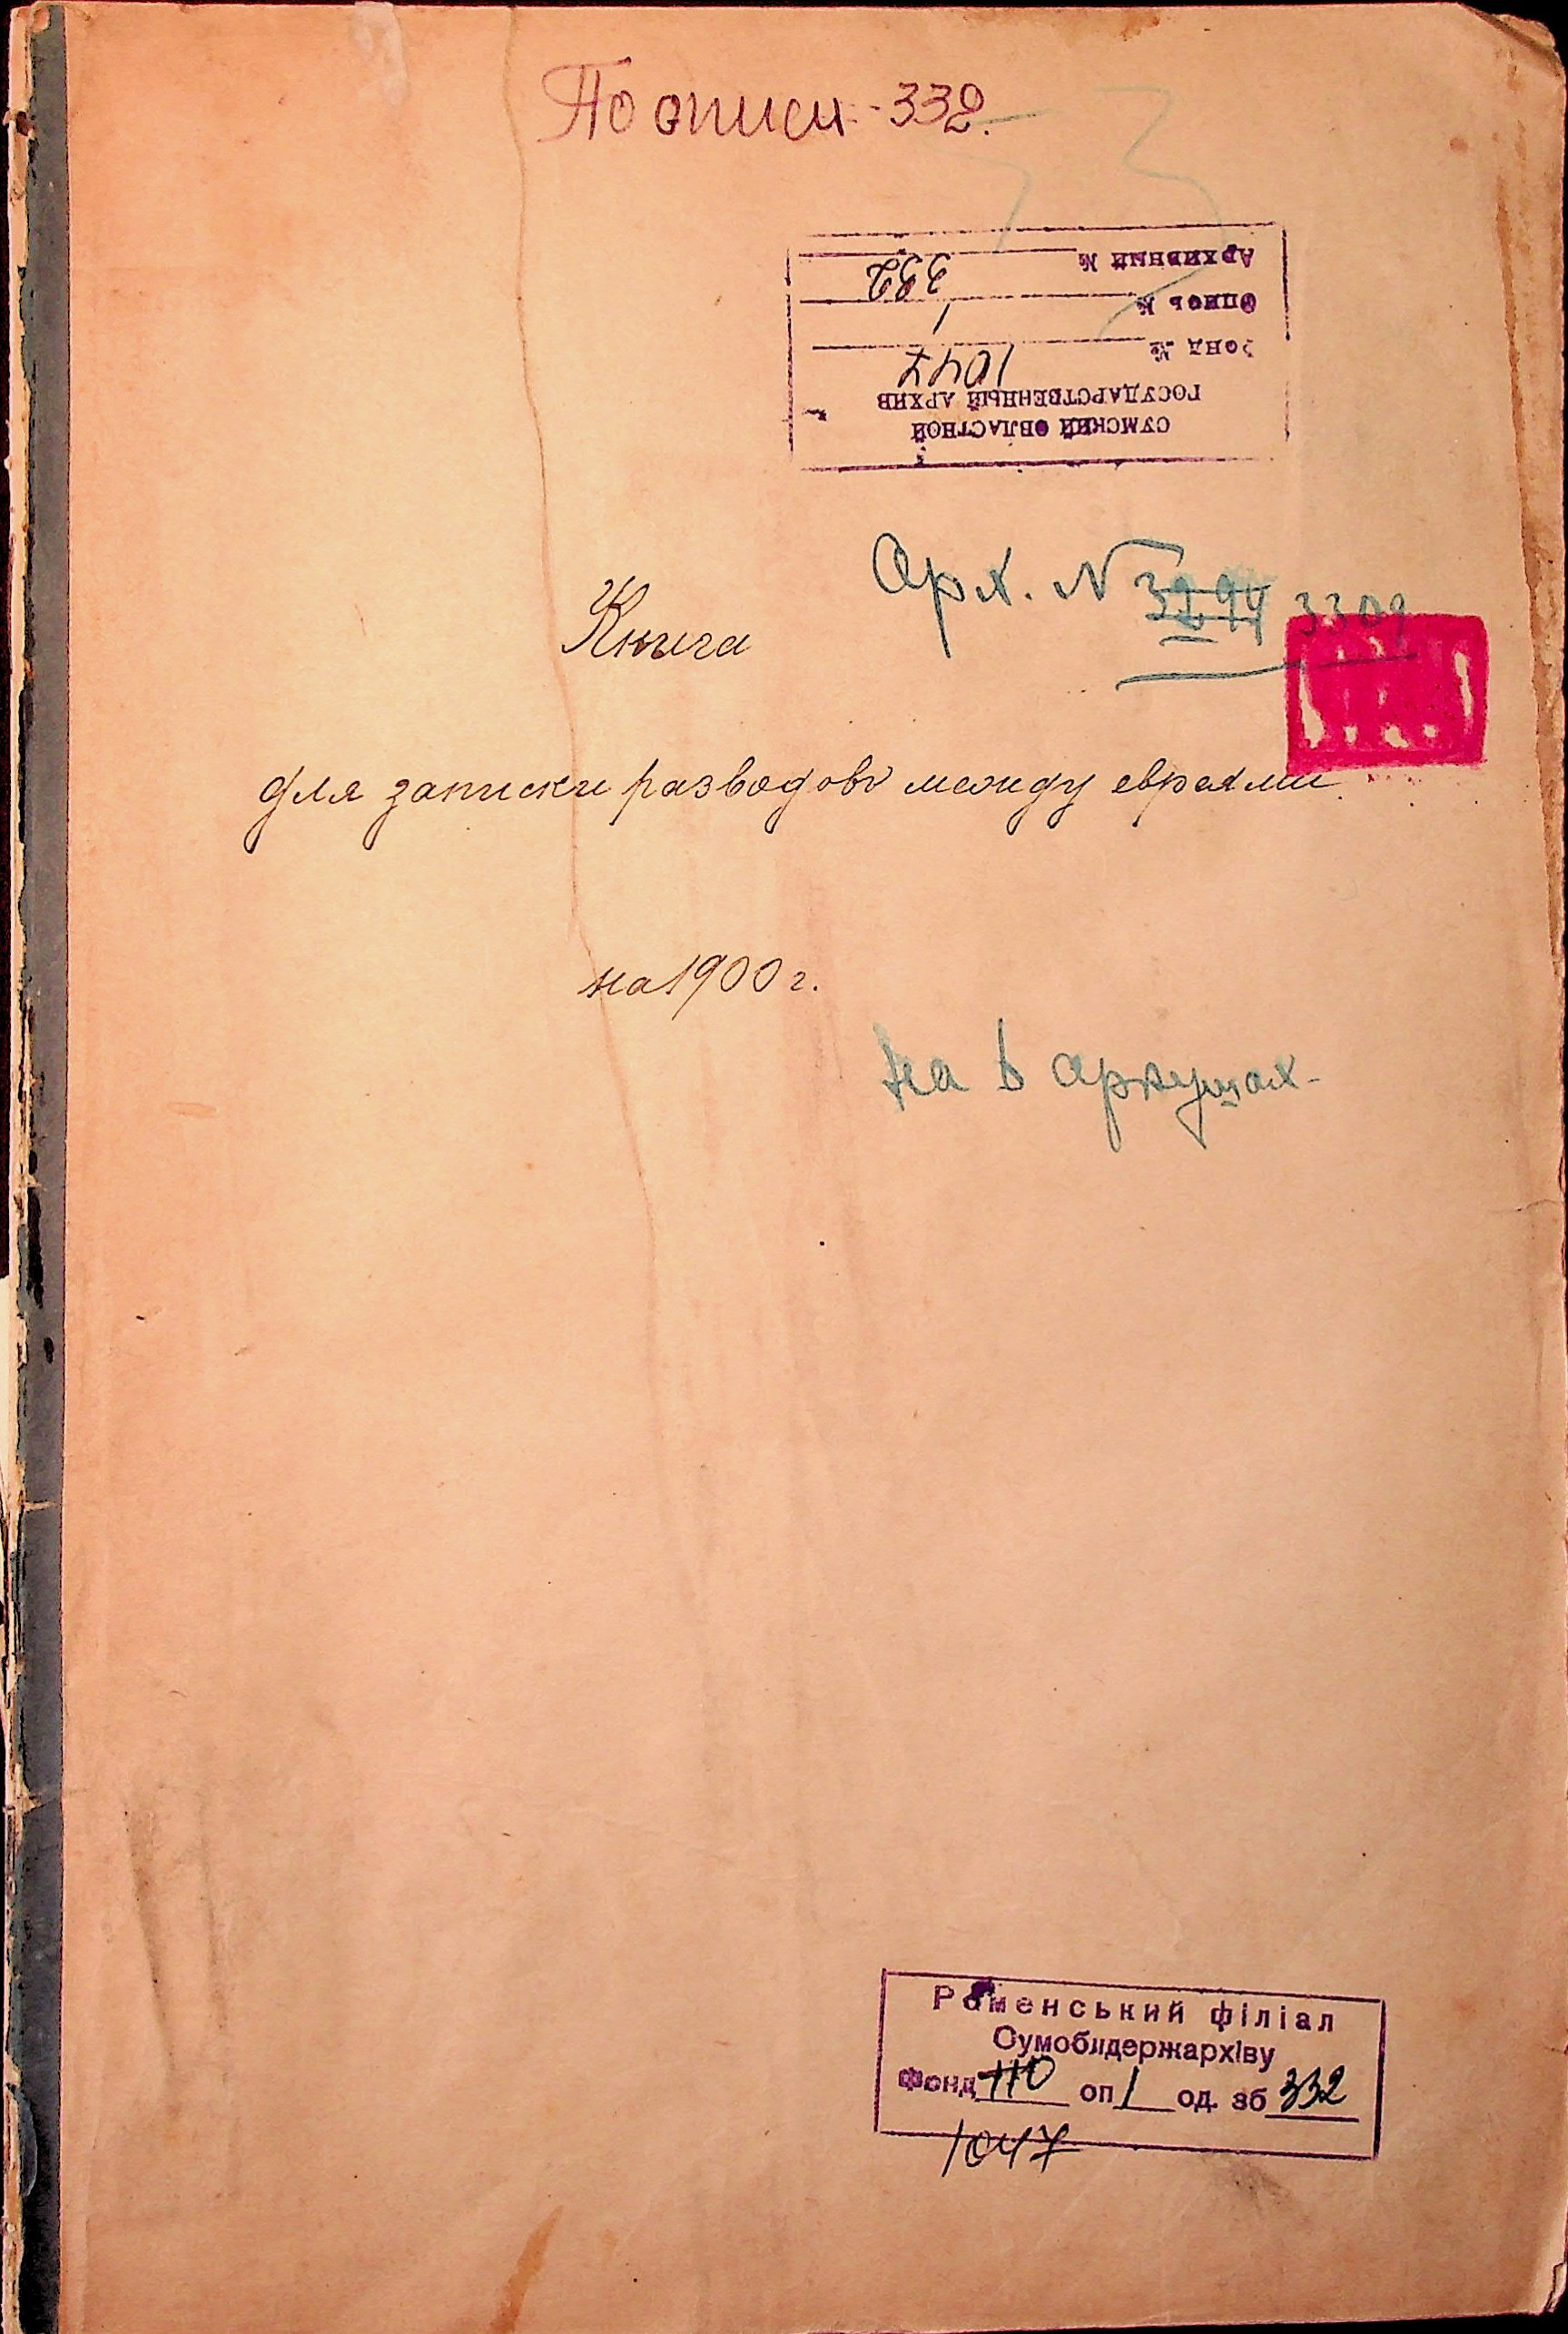 По описи - 332.
СУМСКИЙ ОБЛАСТНОЙ
ГОСУДАРСТВЕННЫЙ АРХИВ
Фонд № 1047
Опись № 1
Архивный № 332
Арх. N 3294 3309
Книга
для записки разводовъ между евреями
на 1900 г.
на 6 аркушах
Роменський філіал
Сумоблдержархіву
Фонд 110 оп 1 од. зб 332
1047